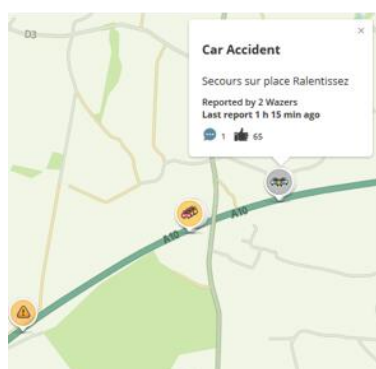 D3
×
Car Accident
Secours sur place Ralentissez
Reported by 2 Wazers
Last report 1 h 15 min ago
1 65
A10
A10